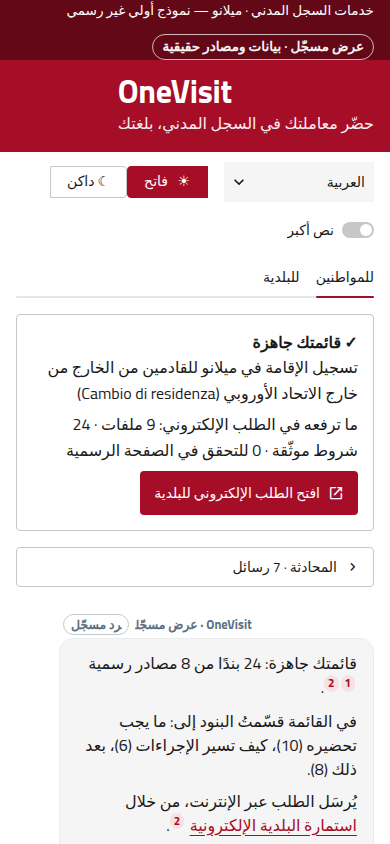 خدمات السجل المدني · ميلانو — نموذج أولي غير رسمي
عرض مسجّل · بيانات ومصادر حقيقية
OneVisit
حضّر معاملتك في السجل المدني، بلغتك
العربية
☀ فاتح
☾ داكن
نص أكبر
للمواطنين
للبلدية
✓ قائمتك جاهزة
تسجيل الإقامة في ميلانو للقادمين من الخارج من
خارج الاتحاد الأوروبي (Cambio di residenza)
ما ترفعه في الطلب الإلكتروني: 9 ملفات · 24
شروط موثّقة · 0 للتحقق في الصفحة الرسمية
افتح الطلب الإلكتروني للبلدية
المحادثة · 7 رسائل
OneVisit · عرض مسجّل
رد مسجّل
قائمتك جاهزة: 24 بندًا من 8 مصادر رسمية
1 2 .
في القائمة قسّمتُ البنود إلى: ما يجب
تحضيره (10)، كيف تسير الإجراءات (6)، بعد
ذلك (8).
يُرسَل الطلب عبر الإنترنت، من خلال
استمارة البلدية الإلكترونية 2 .